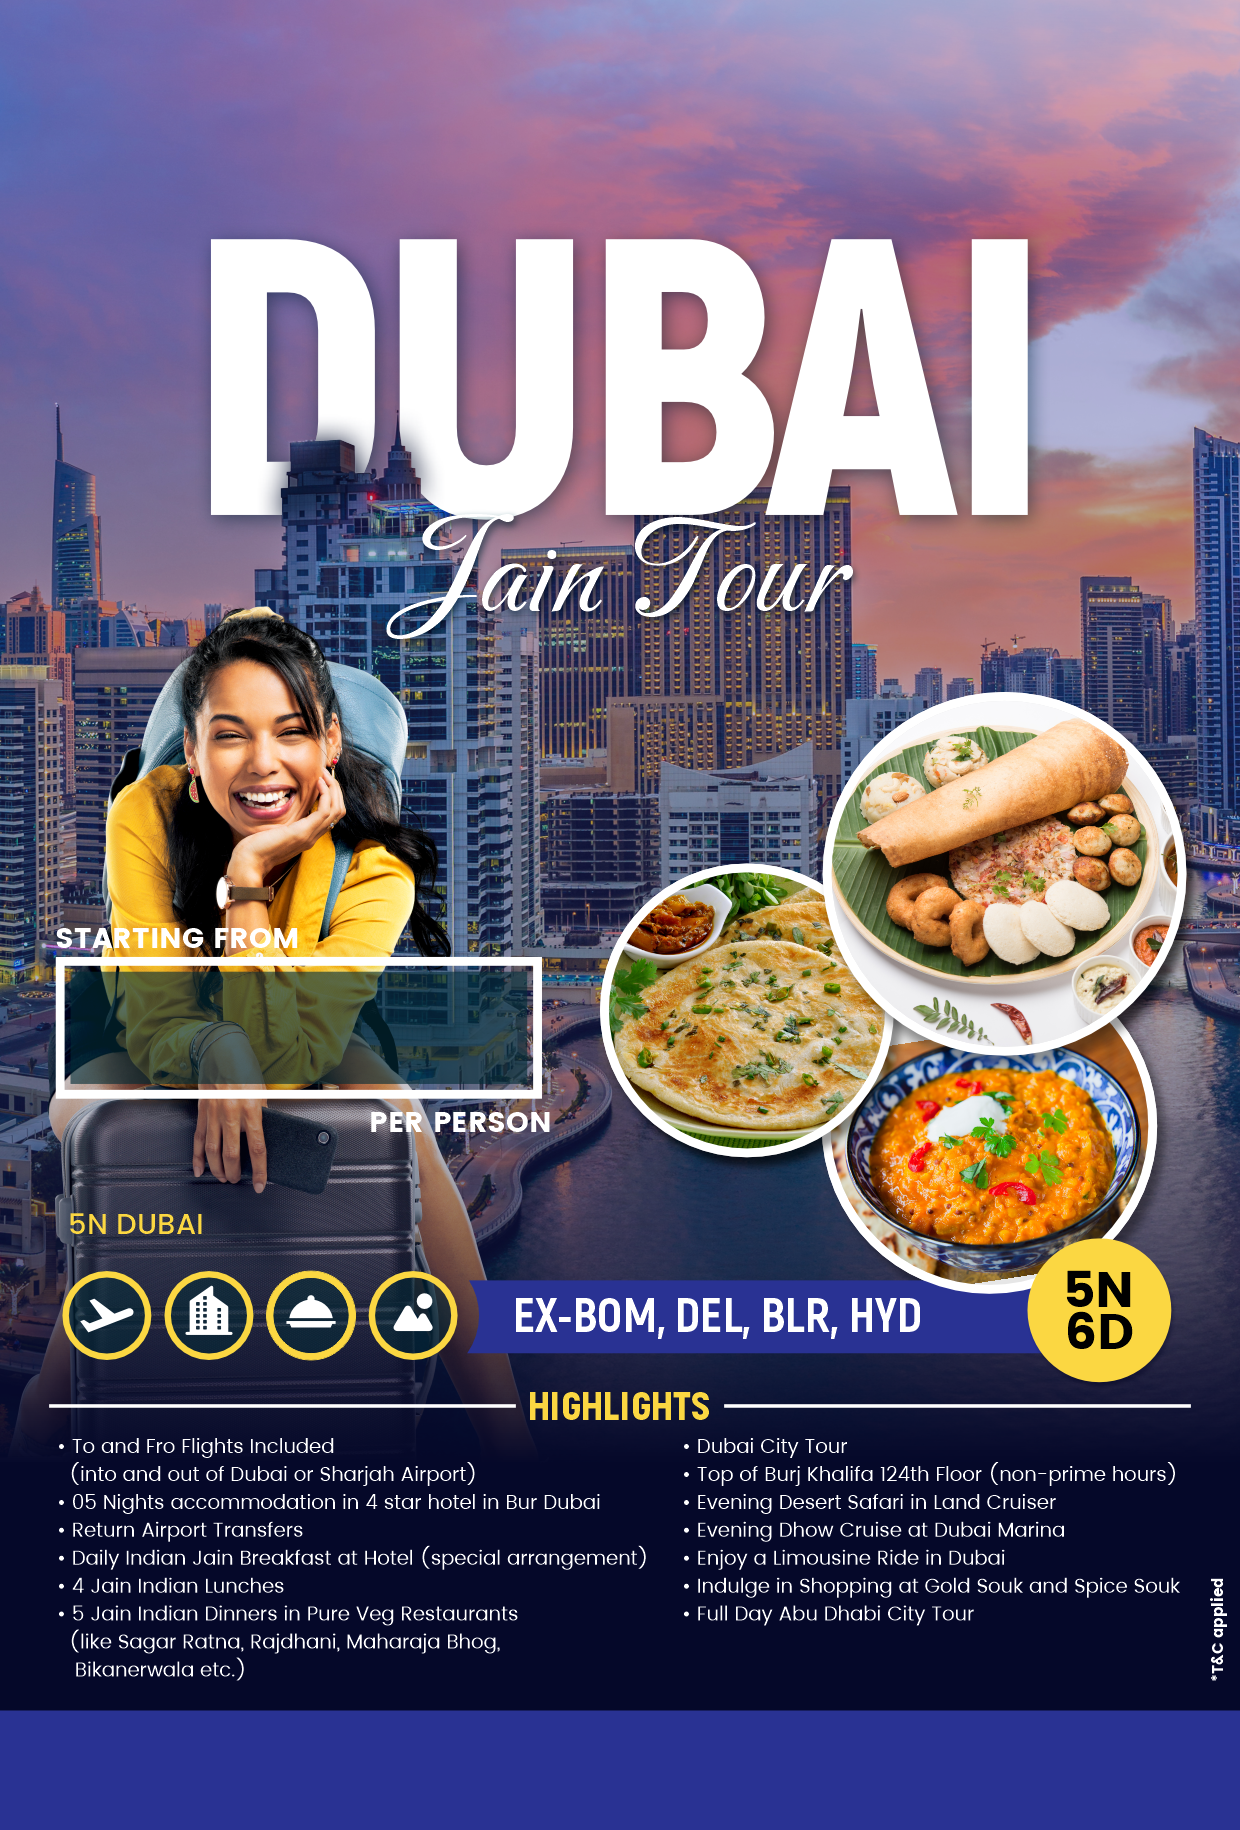 DUBAI
Jain Tour
STARTING FROM
PER PERSON
5N DUBAI
EX-BOM, DEL, BLR, HYD
5N
6D
HIGHLIGHTS
• To and Fro Flights Included
(into and out of Dubai or Sharjah Airport)
• 05 Nights accommodation in 4 star hotel in Bur Dubai
• Return Airport Transfers
• Daily Indian Jain Breakfast at Hotel (special arrangement)
• 4 Jain Indian Lunches
• 5 Jain Indian Dinners in Pure Veg Restaurants
(like Sagar Ratna, Rajdhani, Maharaja Bhog,
Bikanerwala etc.)
• Dubai City Tour
• Top of Burj Khalifa 124th Floor (non-prime hours)
• Evening Desert Safari in Land Cruiser
• Evening Dhow Cruise at Dubai Marina
• Enjoy a Limousine Ride in Dubai
• Indulge in Shopping at Gold Souk and Spice Souk
• Full Day Abu Dhabi City Tour
*T&C applied